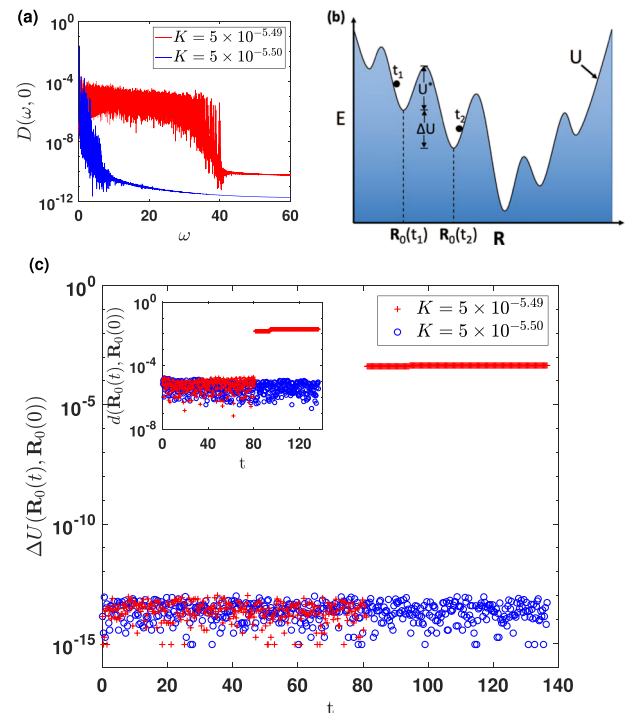 (a)
10^0
10^-4
10^-8
10^-12
D(ω, 0)
K = 5 × 10^-5.49
K = 5 × 10^-5.50
0 20 40 60
ω
(b)
E
t1
U*
ΔU
t2
U
R0(t1) R0(t2) R
(c)
10^0
10^-5
10^-10
10^-15
ΔU(R0(t), R0(0))
K = 5 × 10^-5.49
K = 5 × 10^-5.50
10^0
10^-4
10^-8
d(R0(t), R0(0))
0 40 80 120
t
0 20 40 60 80 100 120 140
t